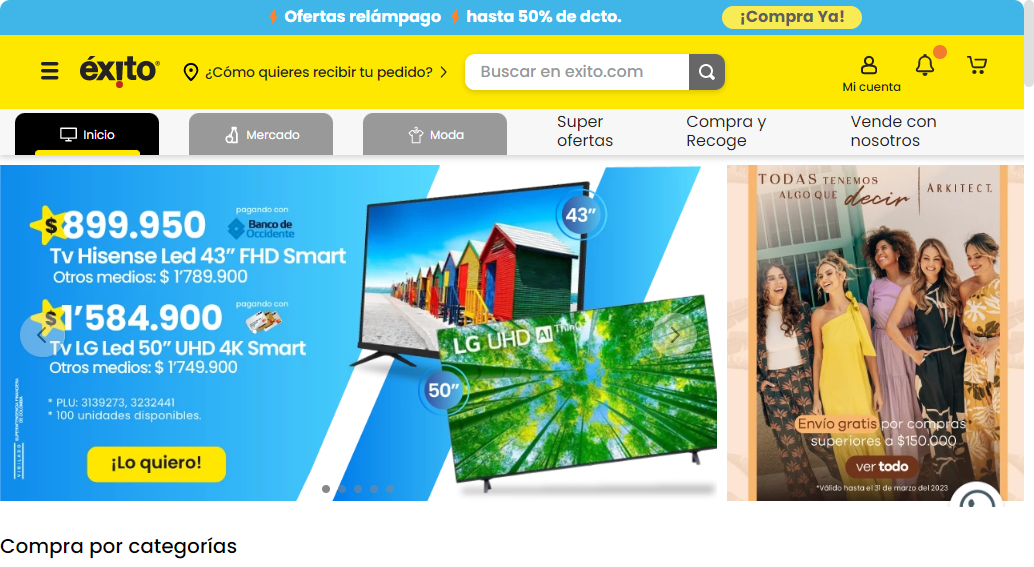 Ofertas relámpago hasta 50% de dcto.
¡Compra Ya!
éxito
¿Cómo quieres recibir tu pedido?
Buscar en exito.com
Mi cuenta
Inicio
Mercado
Moda
Super ofertas
Compra y Recoge
Vende con nosotros
$899.950
pagando con
Banco de Occidente
Tv Hisense Led 43” FHD Smart
Otros medios: $ 1’789.900
$1’584.900
pagando con
Tv LG Led 50” UHD 4K Smart
Otros medios: $ 1’749.900
* PLU: 3139273, 3232441
* 100 unidades disponibles.
¡Lo quiero!
VIGILADO SUPERINTENDENCIA FINANCIERA DE COLOMBIA
43”
LG UHD AI ThinQ
50”
TODAS TENEMOS
ALGO QUE decir
ARKITECT.
Envío gratis por compras
superiores a $150.000
ver todo
*Válido hasta el 31 de marzo del 2023
Compra por categorías